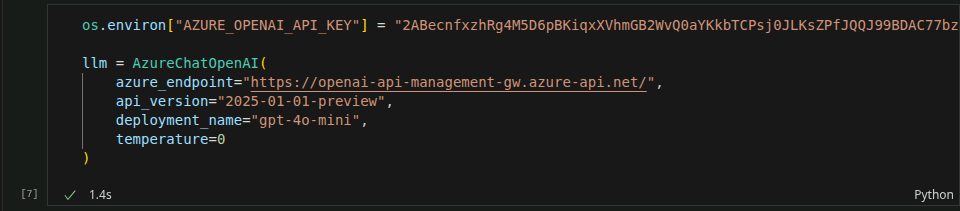 os.environ["AZURE_OPENAI_API_KEY"] = "2ABecnfxzhRg4M5D6pBKiqxXVhmGB2WvQ0aYKkbTCPsj0JLKsZPfJQQJ99BDAC77bz
llm = AzureChatOpenAI(
azure_endpoint="https://openai-api-management-gw.azure-api.net/",
api_version="2025-01-01-preview",
deployment_name="gpt-4o-mini",
temperature=0
)
[7] ✓ 1.4s Python